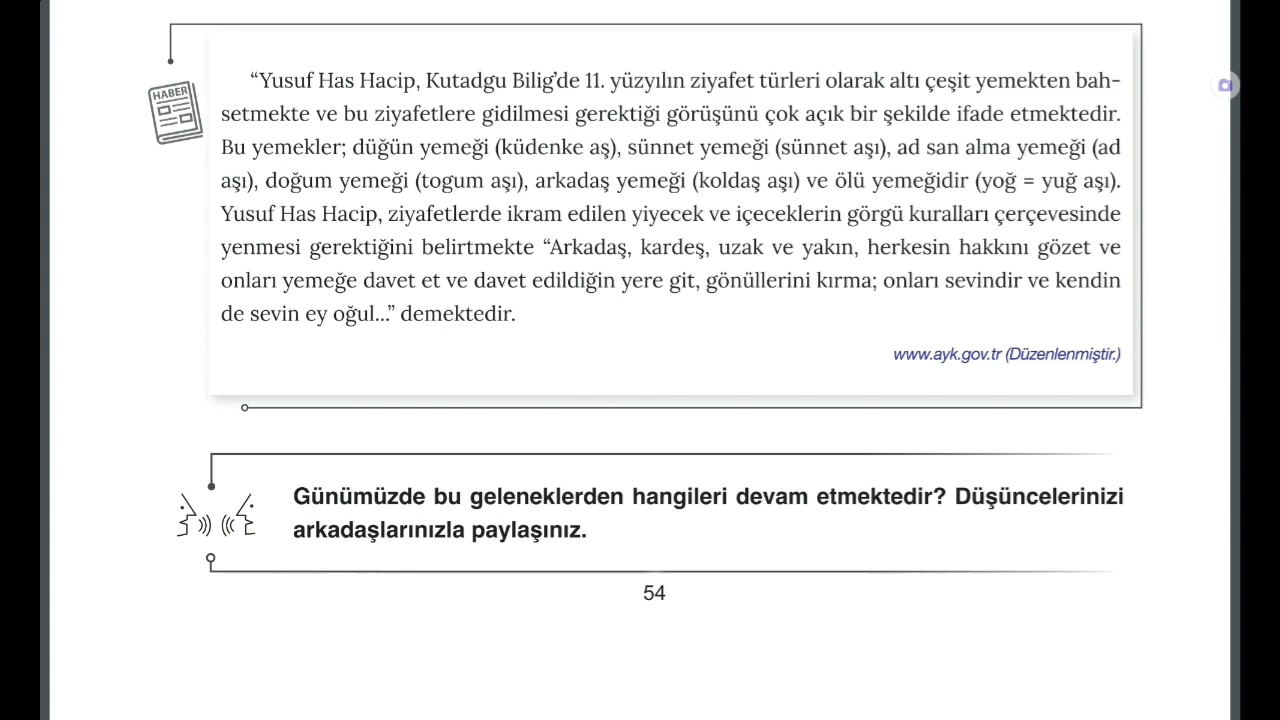 HABER
“Yusuf Has Hacip, Kutadgu Bilig’de 11. yüzyılın ziyafet türleri olarak altı çeşit yemekten bah-
setmekte ve bu ziyafetlere gidilmesi gerektiği görüşünü çok açık bir şekilde ifade etmektedir.
Bu yemekler; düğün yemeği (küdenke aş), sünnet yemeği (sünnet aşı), ad san alma yemeği (ad
aşı), doğum yemeği (togum aşı), arkadaş yemeği (koldaş aşı) ve ölü yemeğidir (yoğ = yuğ aşı).
Yusuf Has Hacip, ziyafetlerde ikram edilen yiyecek ve içeceklerin görgü kuralları çerçevesinde
yenmesi gerektiğini belirtmekte “Arkadaş, kardeş, uzak ve yakın, herkesin hakkını gözet ve
onları yemeğe davet et ve davet edildiğin yere git, gönüllerini kırma; onları sevindir ve kendin
de sevin ey oğul...” demektedir.
www.ayk.gov.tr (Düzenlenmiştir.)
Günümüzde bu geleneklerden hangileri devam etmektedir? Düşüncelerinizi
arkadaşlarınızla paylaşınız.
54